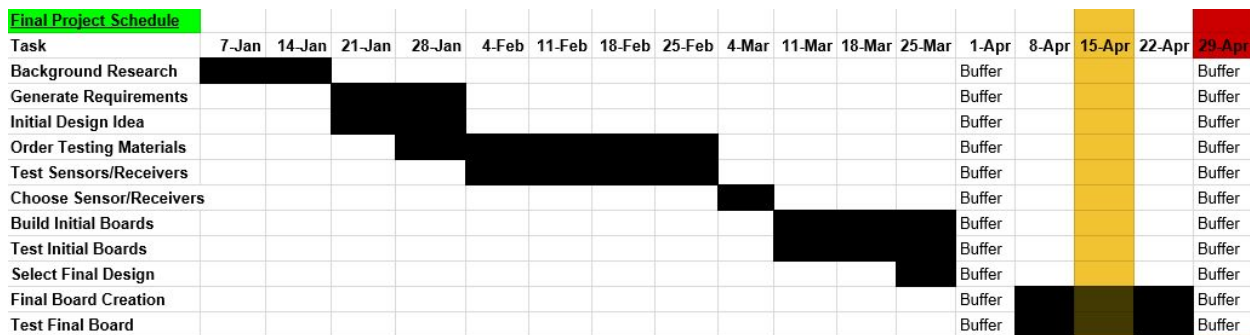 Final Project Schedule
Task 7-Jan 14-Jan 21-Jan 28-Jan 4-Feb 11-Feb 18-Feb 25-Feb 4-Mar 11-Mar 18-Mar 25-Mar 1-Apr 8-Apr 15-Apr 22-Apr 29-Apr
Background Research Buffer Buffer
Generate Requirements Buffer Buffer
Initial Design Idea Buffer Buffer
Order Testing Materials Buffer Buffer
Test Sensors/Receivers Buffer Buffer
Choose Sensor/Receivers Buffer Buffer
Build Initial Boards Buffer Buffer
Test Initial Boards Buffer Buffer
Select Final Design Buffer Buffer
Final Board Creation Buffer Buffer
Test Final Board Buffer Buffer